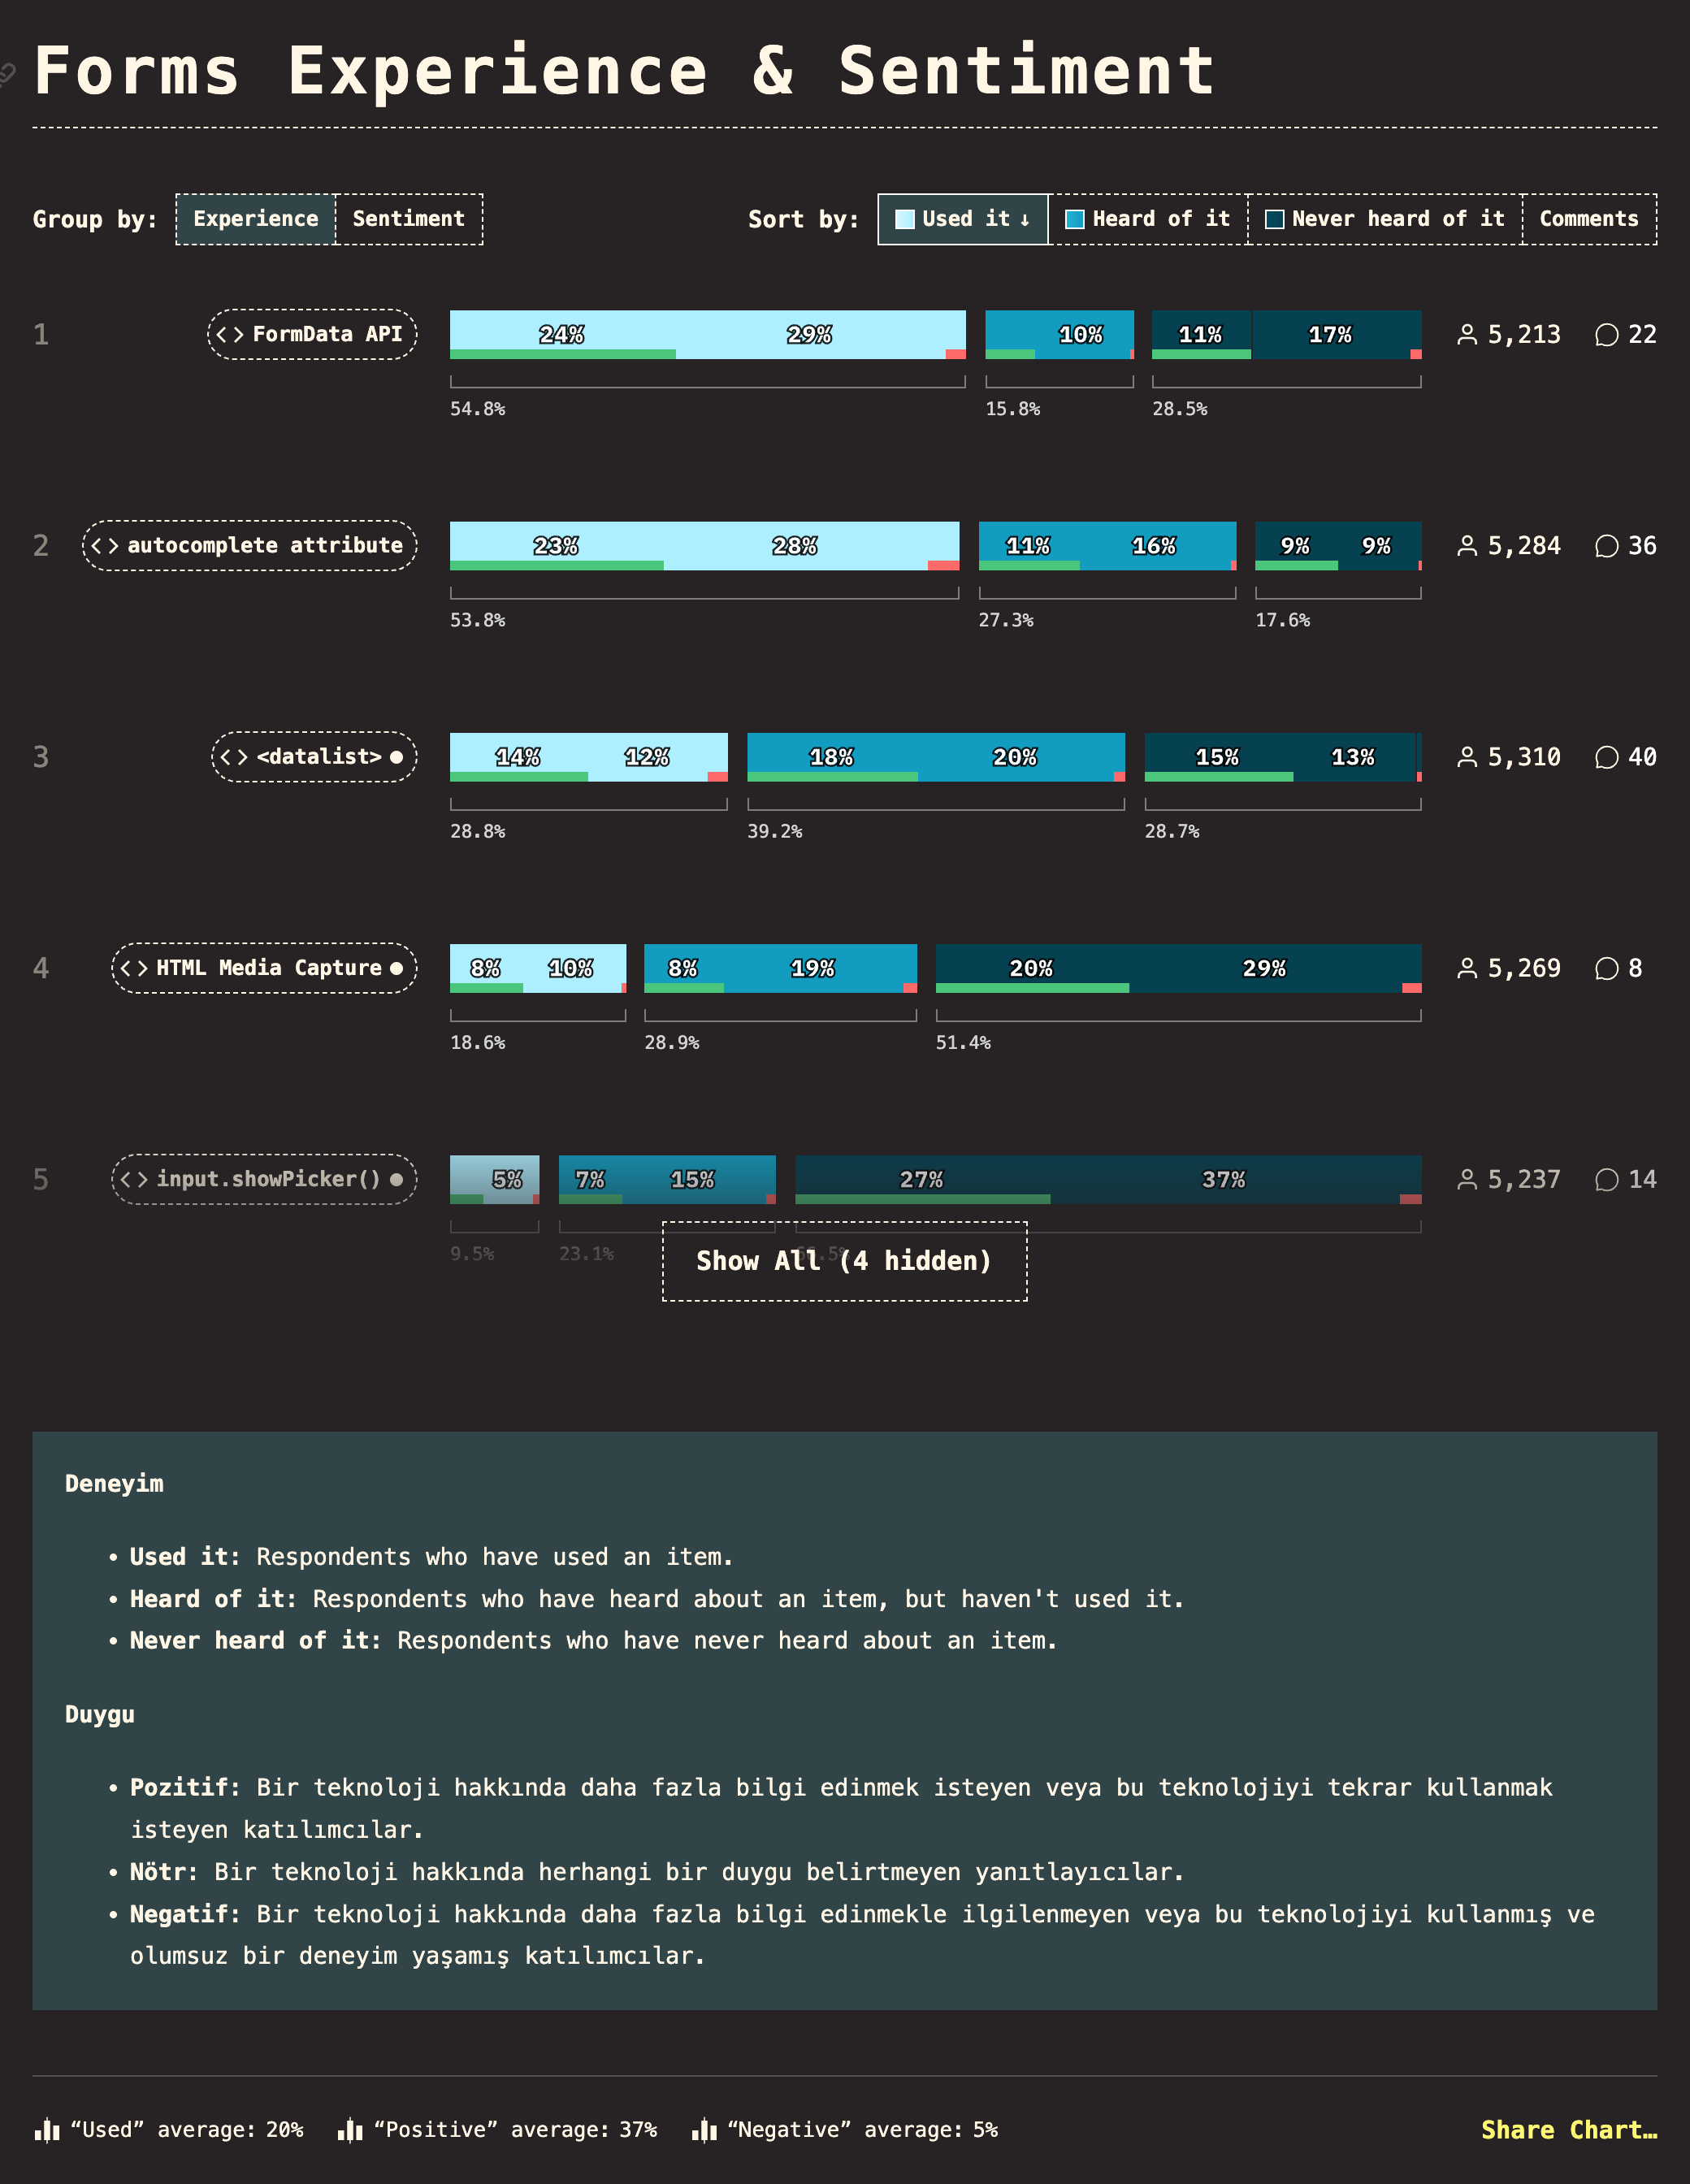 Forms Experience & Sentiment
Group by: Experience Sentiment Sort by: Used it ↓ Heard of it Never heard of it Comments
1 <> FormData API 24% 29% 10% 11% 17% 5,213 22
54.8% 15.8% 28.5%
2 <> autocomplete attribute 23% 28% 11% 16% 9% 9% 5,284 36
53.8% 27.3% 17.6%
3 <> <datalist> 14% 12% 18% 20% 15% 13% 5,310 40
28.8% 39.2% 28.7%
4 <> HTML Media Capture 8% 10% 8% 19% 20% 29% 5,269 8
18.6% 28.9% 51.4%
5 <> input.showPicker() 5% 7% 15% 27% 37% 5,237 14
9.5% 23.1%
Show All (4 hidden)
Deneyim
• Used it: Respondents who have used an item.
• Heard of it: Respondents who have heard about an item, but haven't used it.
• Never heard of it: Respondents who have never heard about an item.
Duygu
• Pozitif: Bir teknoloji hakkında daha fazla bilgi edinmek isteyen veya bu teknolojiyi tekrar kullanmak
isteyen katılımcılar.
• Nötr: Bir teknoloji hakkında herhangi bir duygu belirtmeyen yanıtlayıcılar.
• Negatif: Bir teknoloji hakkında daha fazla bilgi edinmekle ilgilenmeyen veya bu teknolojiyi kullanmış ve
olumsuz bir deneyim yaşamış katılımcılar.
“Used” average: 20% “Positive” average: 37% “Negative” average: 5% Share Chart…